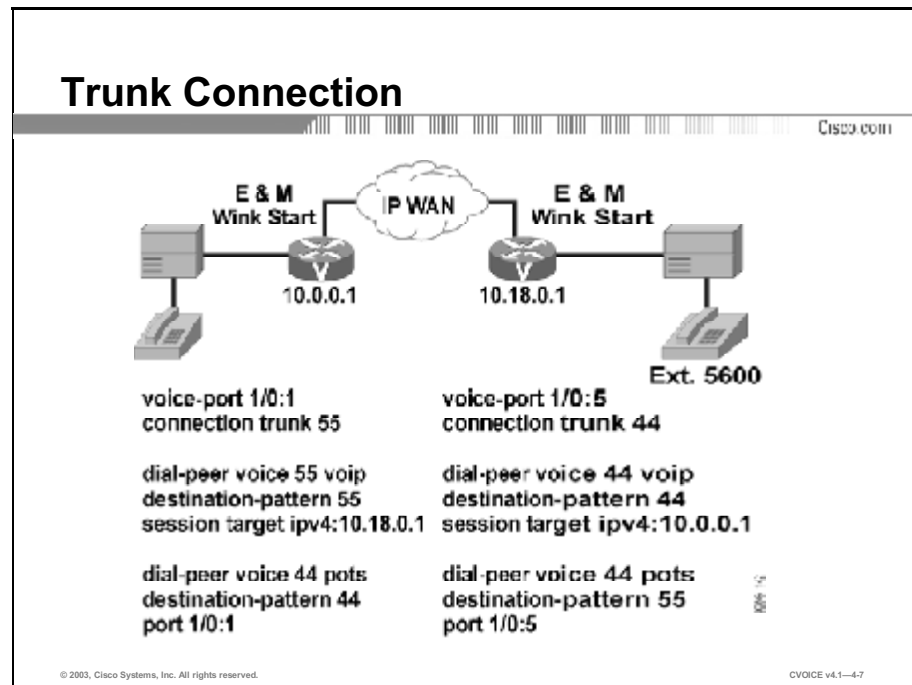 Trunk Connection
Cisco.com
E & M
Wink Start
IP WAN
E & M
Wink Start
V
10.0.0.1
V
10.18.0.1
Ext. 5600
voice-port 1/0:1
connection trunk 55
dial-peer voice 55 voip
destination-pattern 55
session target ipv4:10.18.0.1
dial-peer voice 44 pots
destination-pattern 44
port 1/0:1
voice-port 1/0:5
connection trunk 44
dial-peer voice 44 voip
destination-pattern 44
session target ipv4:10.0.0.1
dial-peer voice 44 pots
destination-pattern 55
port 1/0:5
© 2003, Cisco Systems, Inc. All rights reserved.
CVOICE v4.1—4-7